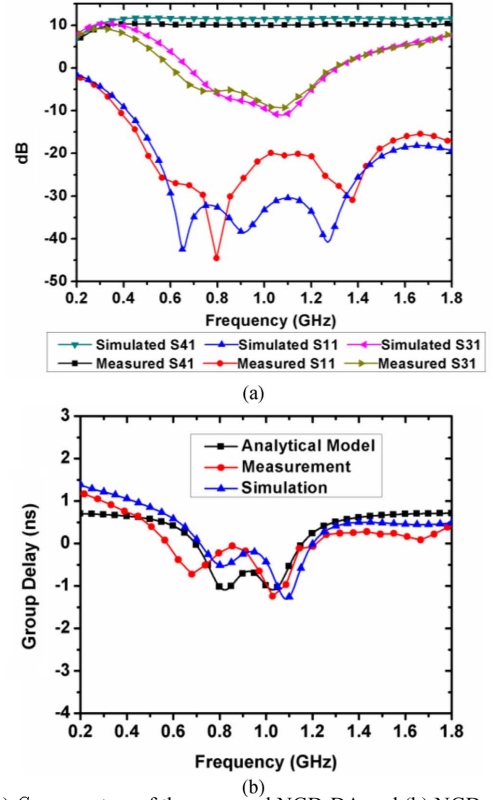 10
0
-10
-20
-30
-40
-50
dB
0.2 0.4 0.6 0.8 1.0 1.2 1.4 1.6 1.8
Frequency (GHz)
Simulated S41 Simulated S11 Simulated S31
Measured S41 Measured S11 Measured S31
(a)
3
2
1
0
-1
-2
-3
-4
Group Delay (ns)
Analytical Model
Measurement
Simulation
0.2 0.4 0.6 0.8 1.0 1.2 1.4 1.6 1.8
Frequency (GHz)
(b)